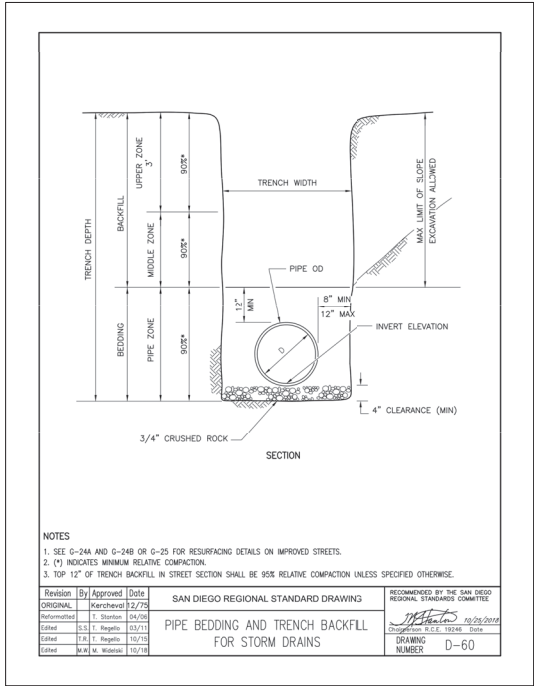 UPPER ZONE
3'
90%*
TRENCH WIDTH
MAX LIMIT OF SLOPE
EXCAVATION ALLOWED
TRENCH DEPTH
BACKFILL
MIDDLE ZONE
90%*
PIPE OD
12"
MIN
8" MIN
12" MAX
INVERT ELEVATION
BEDDING
PIPE ZONE
90%*
D
4" CLEARANCE (MIN)
3/4" CRUSHED ROCK
SECTION
NOTES
1. SEE G-24A AND G-24B OR G-25 FOR RESURFACING DETAILS ON IMPROVED STREETS.
2. (*) INDICATES MINIMUM RELATIVE COMPACTION.
3. TOP 12" OF TRENCH BACKFILL IN STREET SECTION SHALL BE 95% RELATIVE COMPACTION UNLESS SPECIFIED OTHERWISE.
Revision By Approved Date
ORIGINAL Kercheval 12/75
Reformatted T. Stanton 04/06
Edited S.S. T. Regello 03/11
Edited T.R. T. Regello 10/15
Edited M.W. M. Widelski 10/18
SAN DIEGO REGIONAL STANDARD DRAWING
PIPE BEDDING AND TRENCH BACKFILL
FOR STORM DRAINS
RECOMMENDED BY THE SAN DIEGO
REGIONAL STANDARDS COMMITTEE
10/25/2018
Chairperson R.C.E. 19246 Date
DRAWING
NUMBER D-60